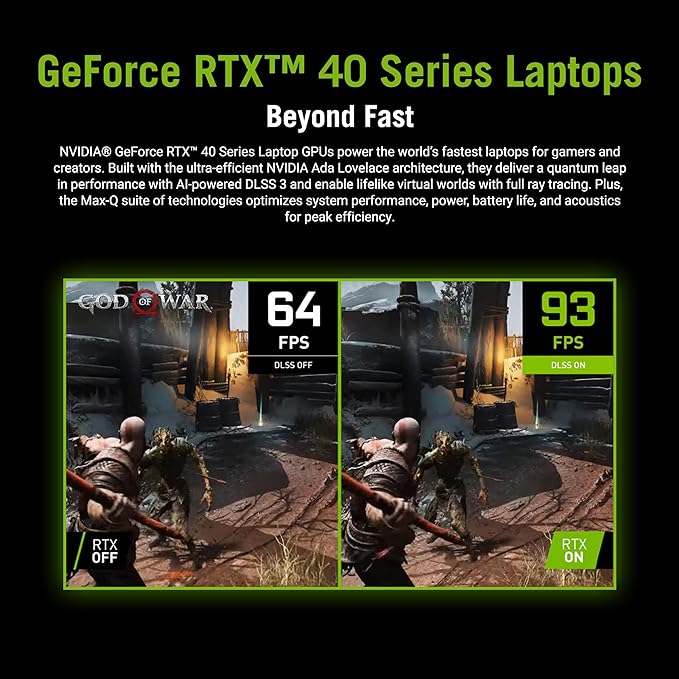 GeForce RTX™ 40 Series Laptops
Beyond Fast
NVIDIA® GeForce RTX™ 40 Series Laptop GPUs power the world's fastest laptops for gamers and
creators. Built with the ultra-efficient NVIDIA Ada Lovelace architecture, they deliver a quantum leap
in performance with AI-powered DLSS 3 and enable lifelike virtual worlds with full ray tracing. Plus,
the Max-Q suite of technologies optimizes system performance, power, battery life, and acoustics
for peak efficiency.
GOD OF WAR
64
FPS
DLSS OFF
RTX
OFF
93
FPS
DLSS ON
RTX
ON